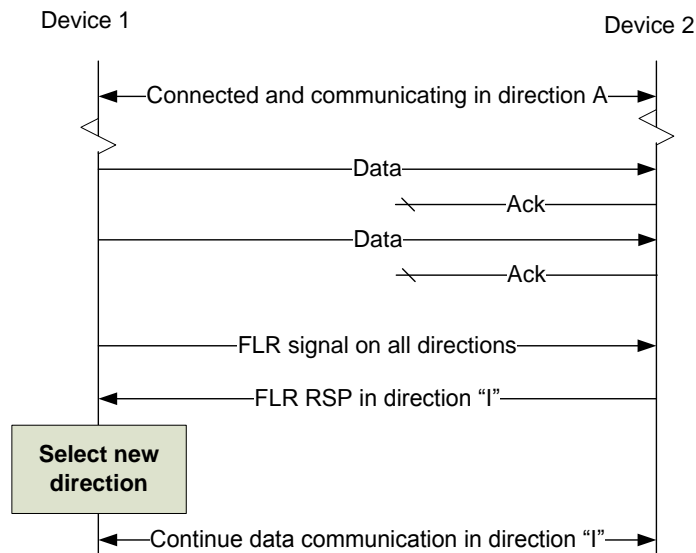 Device 1
Device 2
Connected and communicating in direction A
Data
Ack
Data
Ack
FLR signal on all directions
FLR RSP in direction “I”
Select new
direction
Continue data communication in direction “I”